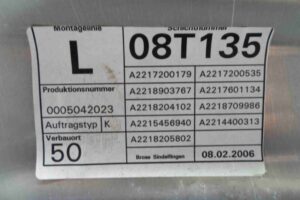 Montagelinie
L
08T135
Produktionsnummer
0005042023
Auftragstyp K
Verbauort
50
A2217200179 A2217200535
A2218903767 A2217601134
A2218204102 A2218709986
A2215456940 A2214400313
A2218205802
Brose Sindelfingen 08.02.2006